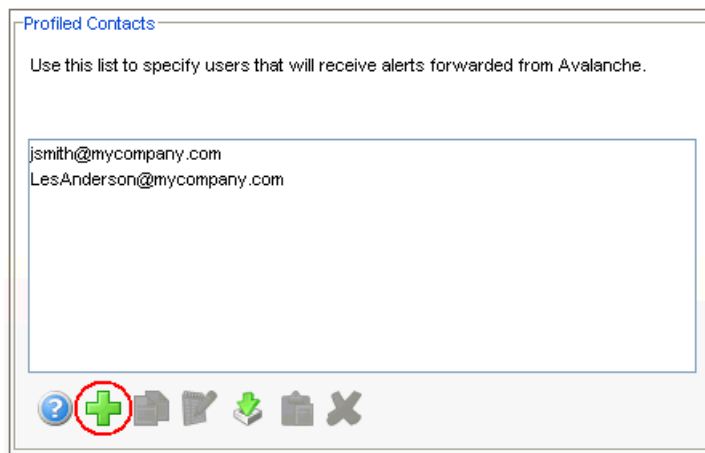 Profiled Contacts
Use this list to specify users that will receive alerts forwarded from Avalanche.
jsmith@mycompany.com
LesAnderson@mycompany.com
?